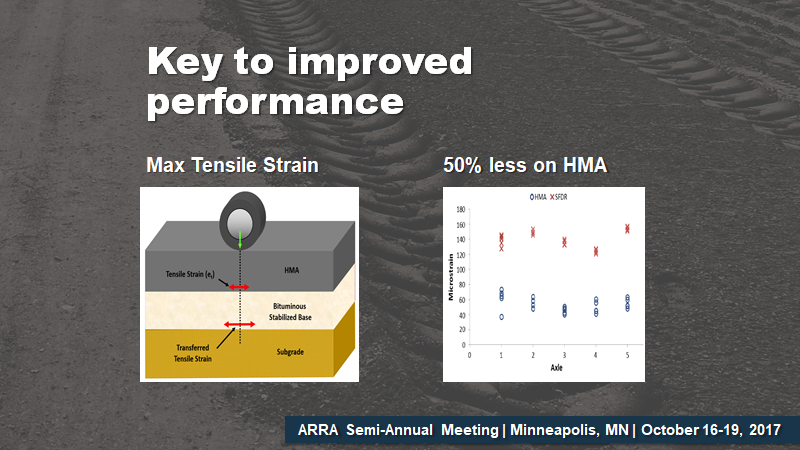 Key to improved
performance
Max Tensile Strain
50% less on HMA
Tensile Strain (et)
HMA
Bituminous
Stabilized Base
Transferred
Tensile Strain
Subgrade
HMA SFDR
Microstrain
180
160
140
120
100
80
60
40
20
0
0 1 2 3 4 5
Axle
ARRA Semi-Annual Meeting | Minneapolis, MN | October 16-19, 2017